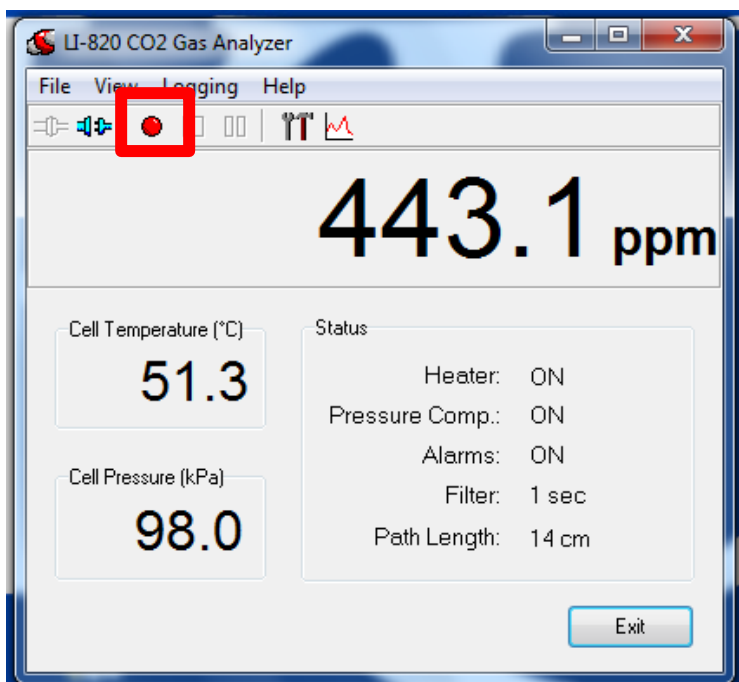 LI-820 CO2 Gas Analyzer
File View Logging Help
443.1 ppm
Cell Temperature (°C)
51.3
Cell Pressure (kPa)
98.0
Status
Heater: ON
Pressure Comp.: ON
Alarms: ON
Filter: 1 sec
Path Length: 14 cm
Exit